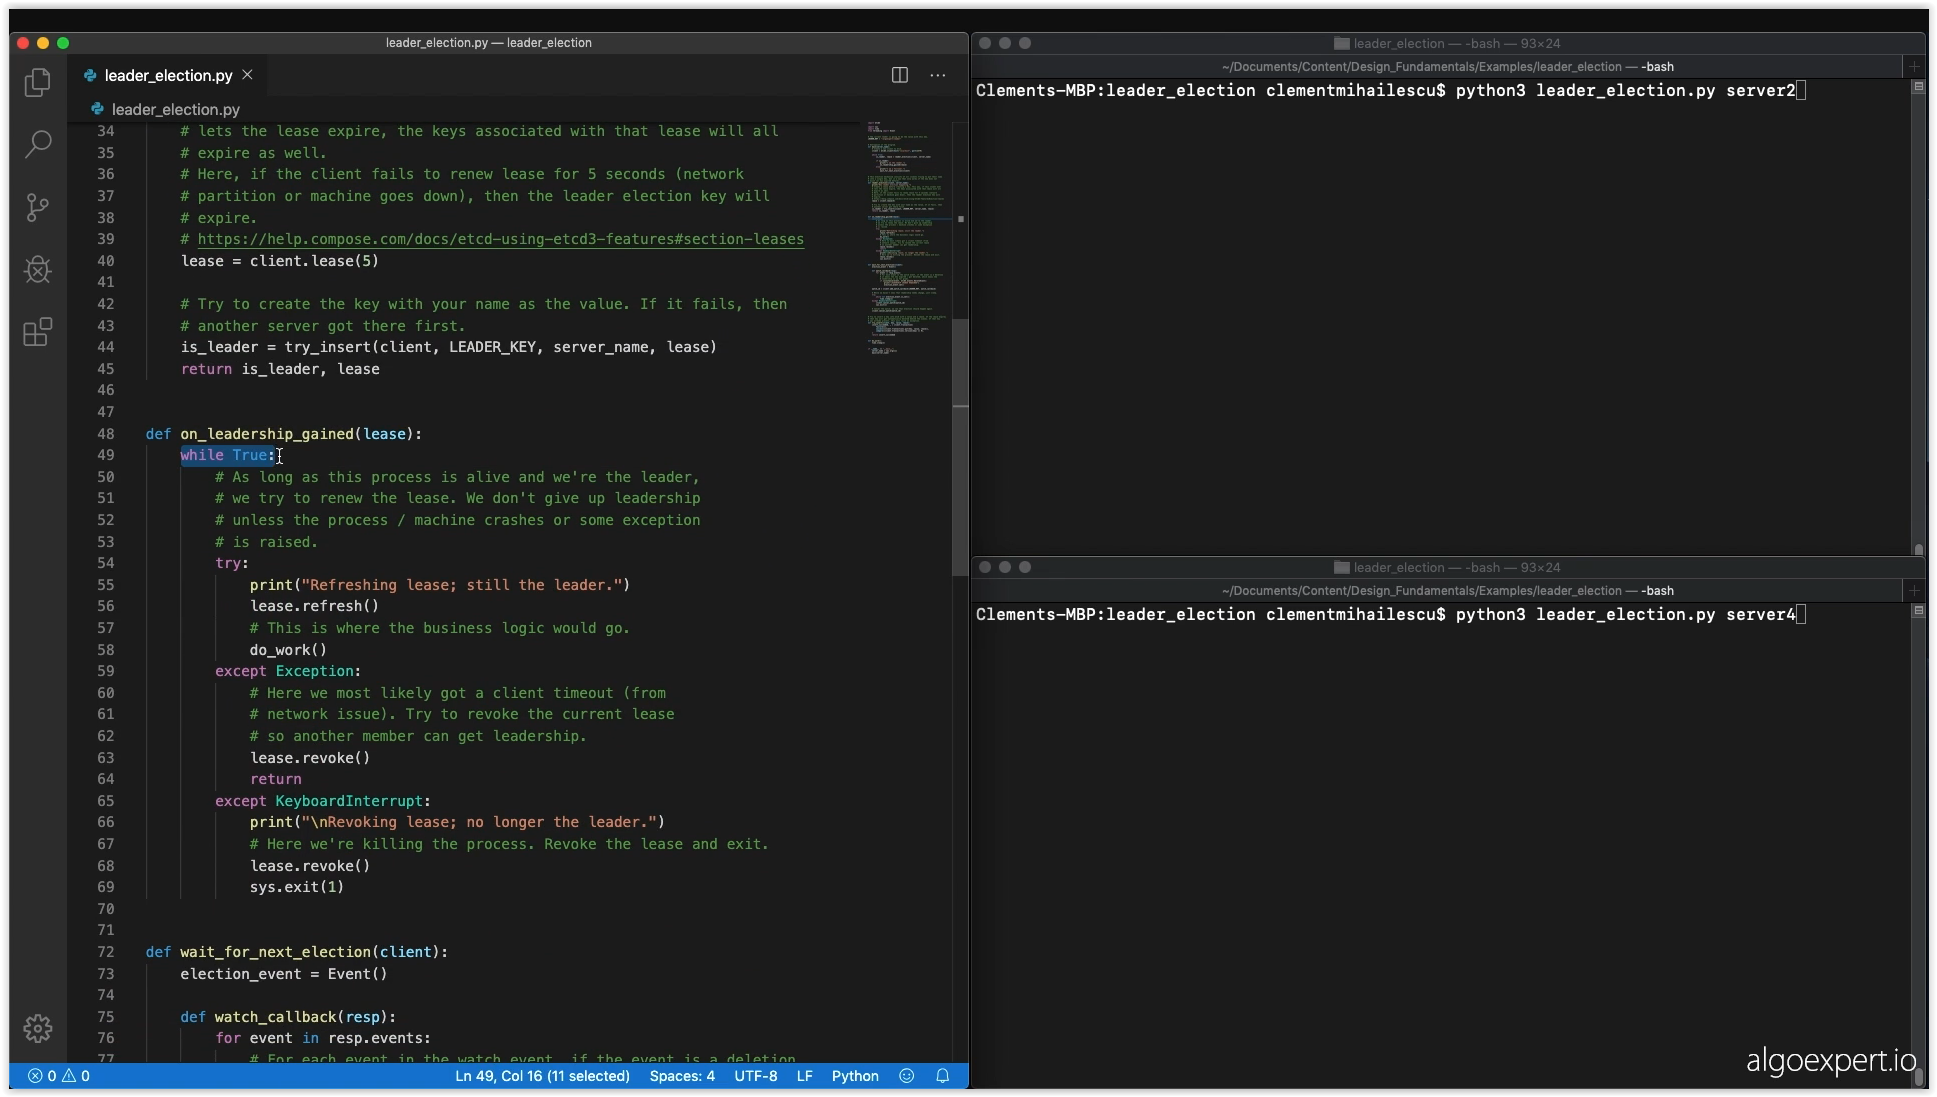 leader_election.py — leader_election
leader_election.py
leader_election.py
34 # lets the lease expire, the keys associated with that lease will all
35 # expire as well.
36 # Here, if the client fails to renew lease for 5 seconds (network
37 # partition or machine goes down), then the leader election key will
38 # expire.
39 # https://help.compose.com/docs/etcd-using-etcd3-features#section-leases
40 lease = client.lease(5)
41
42 # Try to create the key with your name as the value. If it fails, then
43 # another server got there first.
44 is_leader = try_insert(client, LEADER_KEY, server_name, lease)
45 return is_leader, lease
46
47
48 def on_leadership_gained(lease):
49 while True:
50 # As long as this process is alive and we're the leader,
51 # we try to renew the lease. We don't give up leadership
52 # unless the process / machine crashes or some exception
53 # is raised.
54 try:
55 print("Refreshing lease; still the leader.")
56 lease.refresh()
57 # This is where the business logic would go.
58 do_work()
59 except Exception:
60 # Here we most likely got a client timeout (from
61 # network issue). Try to revoke the current lease
62 # so another member can get leadership.
63 lease.revoke()
64 return
65 except KeyboardInterrupt:
66 print("\nRevoking lease; no longer the leader.")
67 # Here we're killing the process. Revoke the lease and exit.
68 lease.revoke()
69 sys.exit(1)
70
71
72 def wait_for_next_election(client):
73 election_event = Event()
74
75 def watch_callback(resp):
76 for event in resp.events:
77 # For each event in the watch event, if the event is a deletion
0 0 Ln 49, Col 16 (11 selected) Spaces: 4 UTF-8 LF Python
leader_election — -bash — 93×24
~/Documents/Content/Design_Fundamentals/Examples/leader_election — -bash
Clements-MBP:leader_election clementmihailescu$ python3 leader_election.py server2
leader_election — -bash — 93×24
~/Documents/Content/Design_Fundamentals/Examples/leader_election — -bash
Clements-MBP:leader_election clementmihailescu$ python3 leader_election.py server4
algoexpert.io